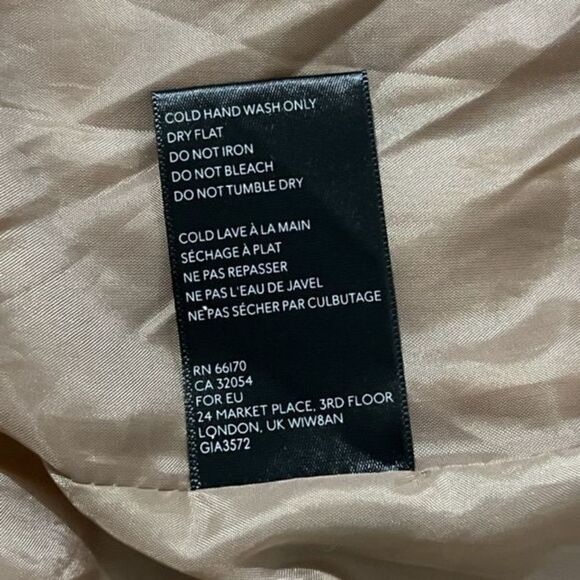 COLD HAND WASH ONLY
DRY FLAT
DO NOT IRON
DO NOT BLEACH
DO NOT TUMBLE DRY
COLD LAVE À LA MAIN
SÉCHAGE À PLAT
NE PAS REPASSER
NE PAS L'EAU DE JAVEL
NE PAS SÉCHER PAR CULBUTAGE
RN 66170
CA 32054
FOR EU
24 MARKET PLACE, 3RD FLOOR
LONDON, UK W1W8AN
GIA3572